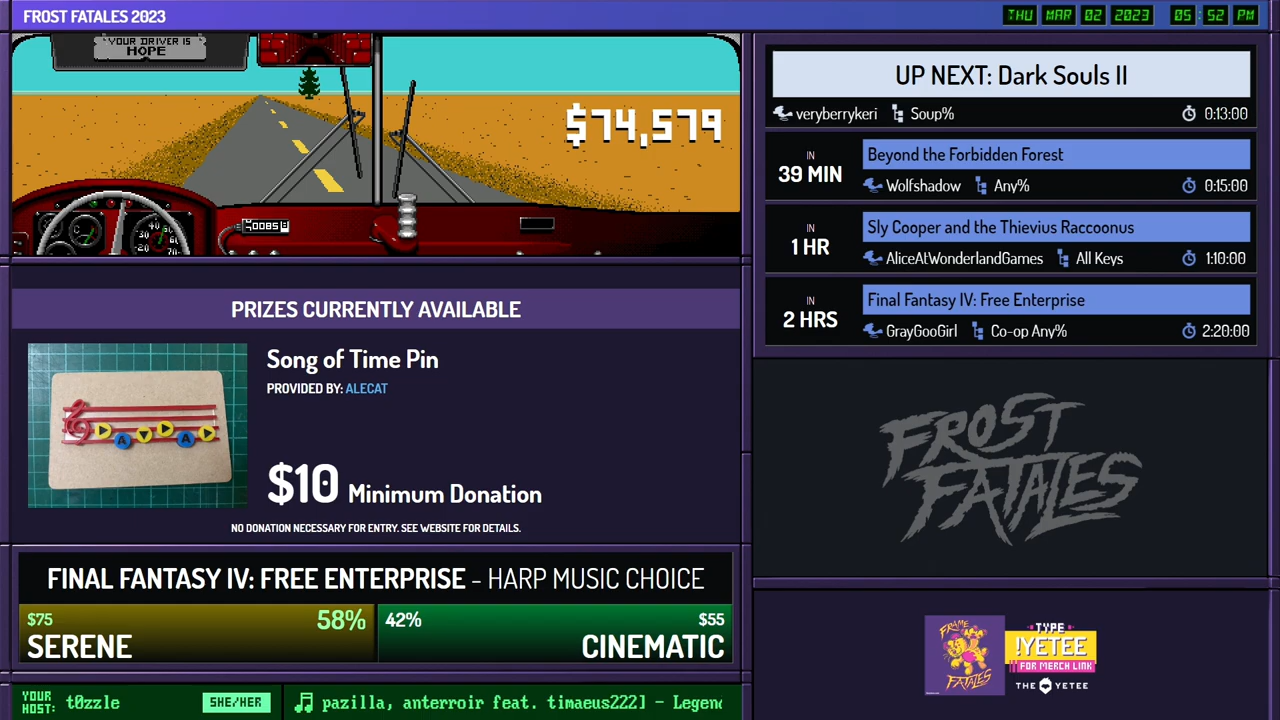 FROST FATALES 2023
THU MAR 02 2023 05:52 PM
YOUR DRIVER IS
HOPE
$74,579
40085
UP NEXT: Dark Souls II
veryberrykeri Soup% 0:13:00
IN
39 MIN
Beyond the Forbidden Forest
Wolfshadow Any% 0:15:00
IN
1 HR
Sly Cooper and the Thievius Raccoonus
AliceAtWonderlandGames All Keys 1:10:00
IN
2 HRS
Final Fantasy IV: Free Enterprise
GrayGooGirl Co-op Any% 2:20:00
PRIZES CURRENTLY AVAILABLE
Song of Time Pin
PROVIDED BY: ALECAT
A A
$10 Minimum Donation
NO DONATION NECESSARY FOR ENTRY. SEE WEBSITE FOR DETAILS.
FROST
FATALES
FINAL FANTASY IV: FREE ENTERPRISE - HARP MUSIC CHOICE
$75 58% 42% $55
SERENE CINEMATIC
FRAME
FATALES
TYPE
!YETEE
FOR MERCH LINK
THE YETEE
YOUR
HOST: t0zzle SHE/HER
pazilla, anterroir feat. timaeus222] - Legen